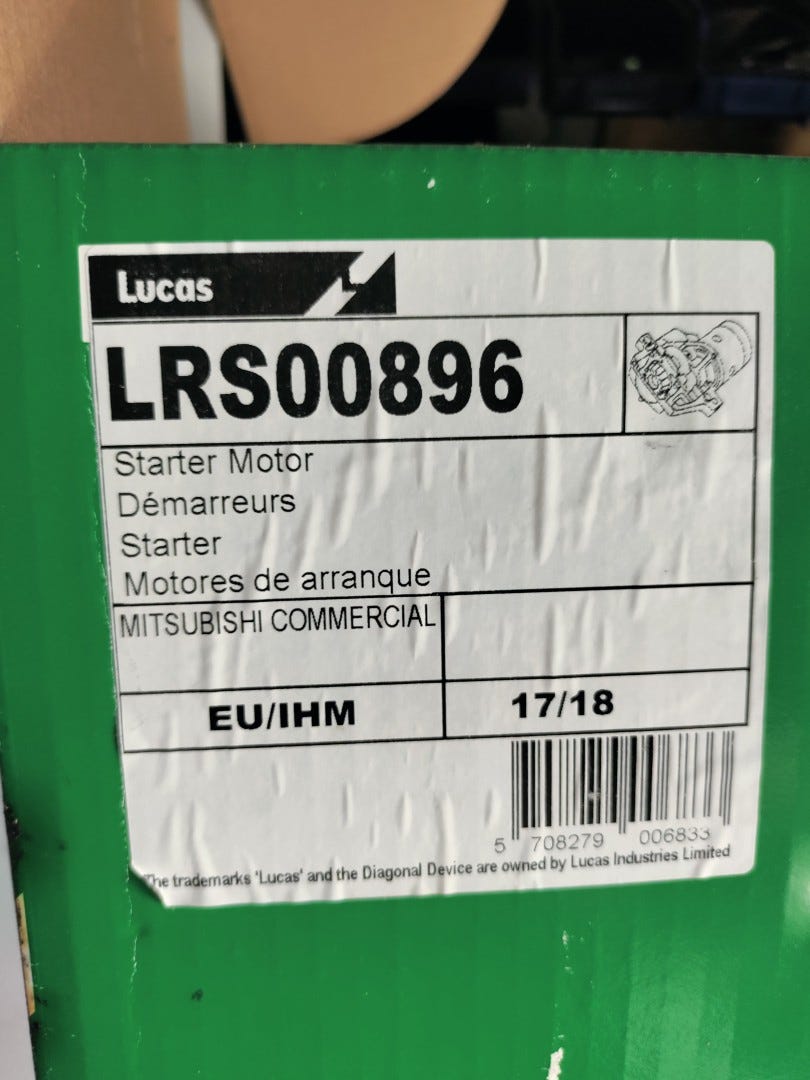 Lucas
LRS00896
Starter Motor
Démarreurs
Starter
Motores de arranque
MITSUBISHI COMMERCIAL
EU/IHM 17/18
5 708279 006833
The trademarks 'Lucas' and the Diagonal Device are owned by Lucas Industries Limited